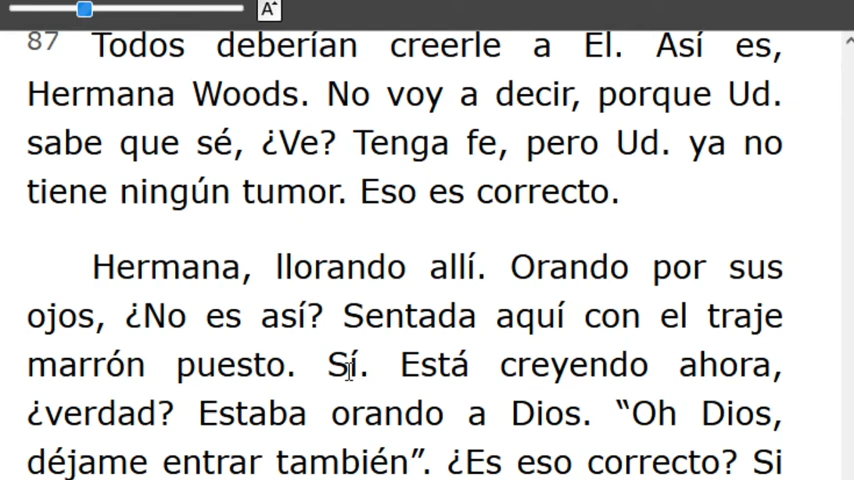 A
87 Todos deberían creerle a El. Así es,
Hermana Woods. No voy a decir, porque Ud.
sabe que sé, ¿Ve? Tenga fe, pero Ud. ya no
tiene ningún tumor. Eso es correcto.
Hermana, llorando allí. Orando por sus
ojos, ¿No es así? Sentada aquí con el traje
marrón puesto. Sí. Está creyendo ahora,
¿verdad? Estaba orando a Dios. “Oh Dios,
déjame entrar también”. ¿Es eso correcto? Si